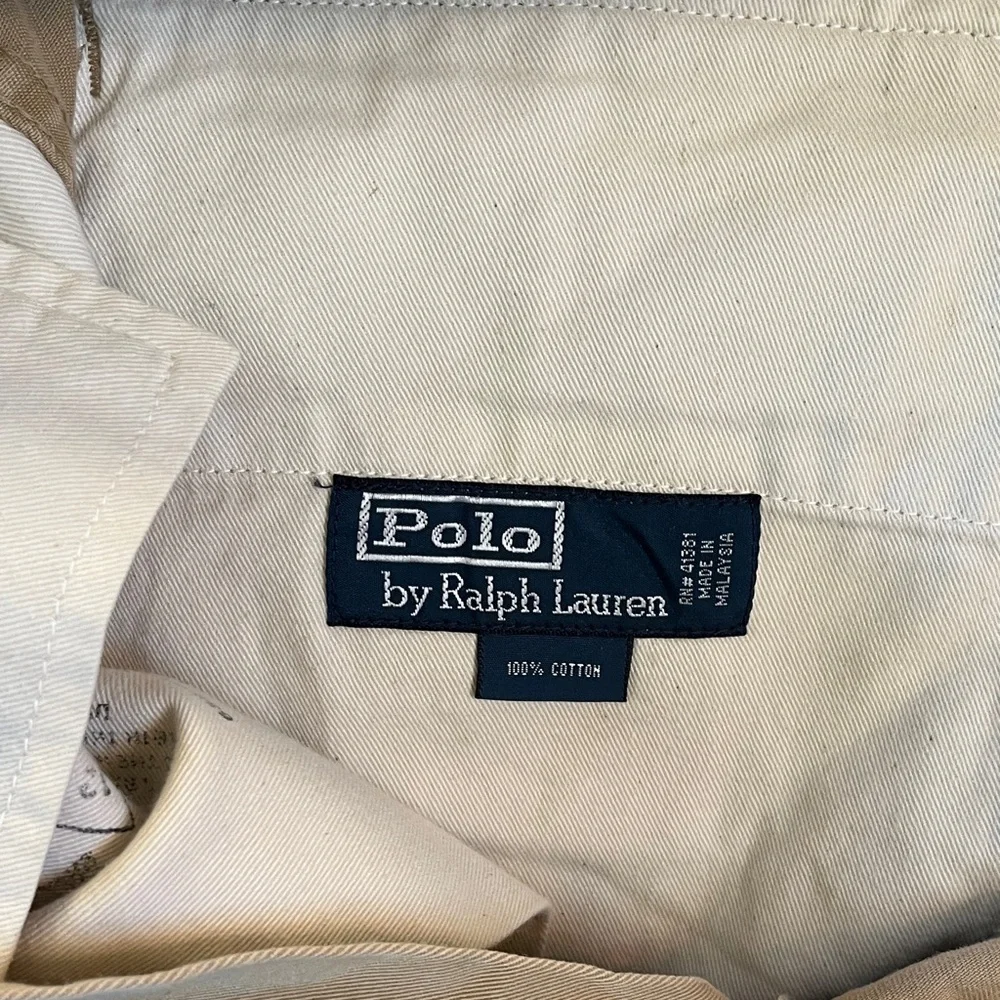 Polo
by Ralph Lauren
RN# 41381
MADE IN
MALAYSIA
100% COTTON